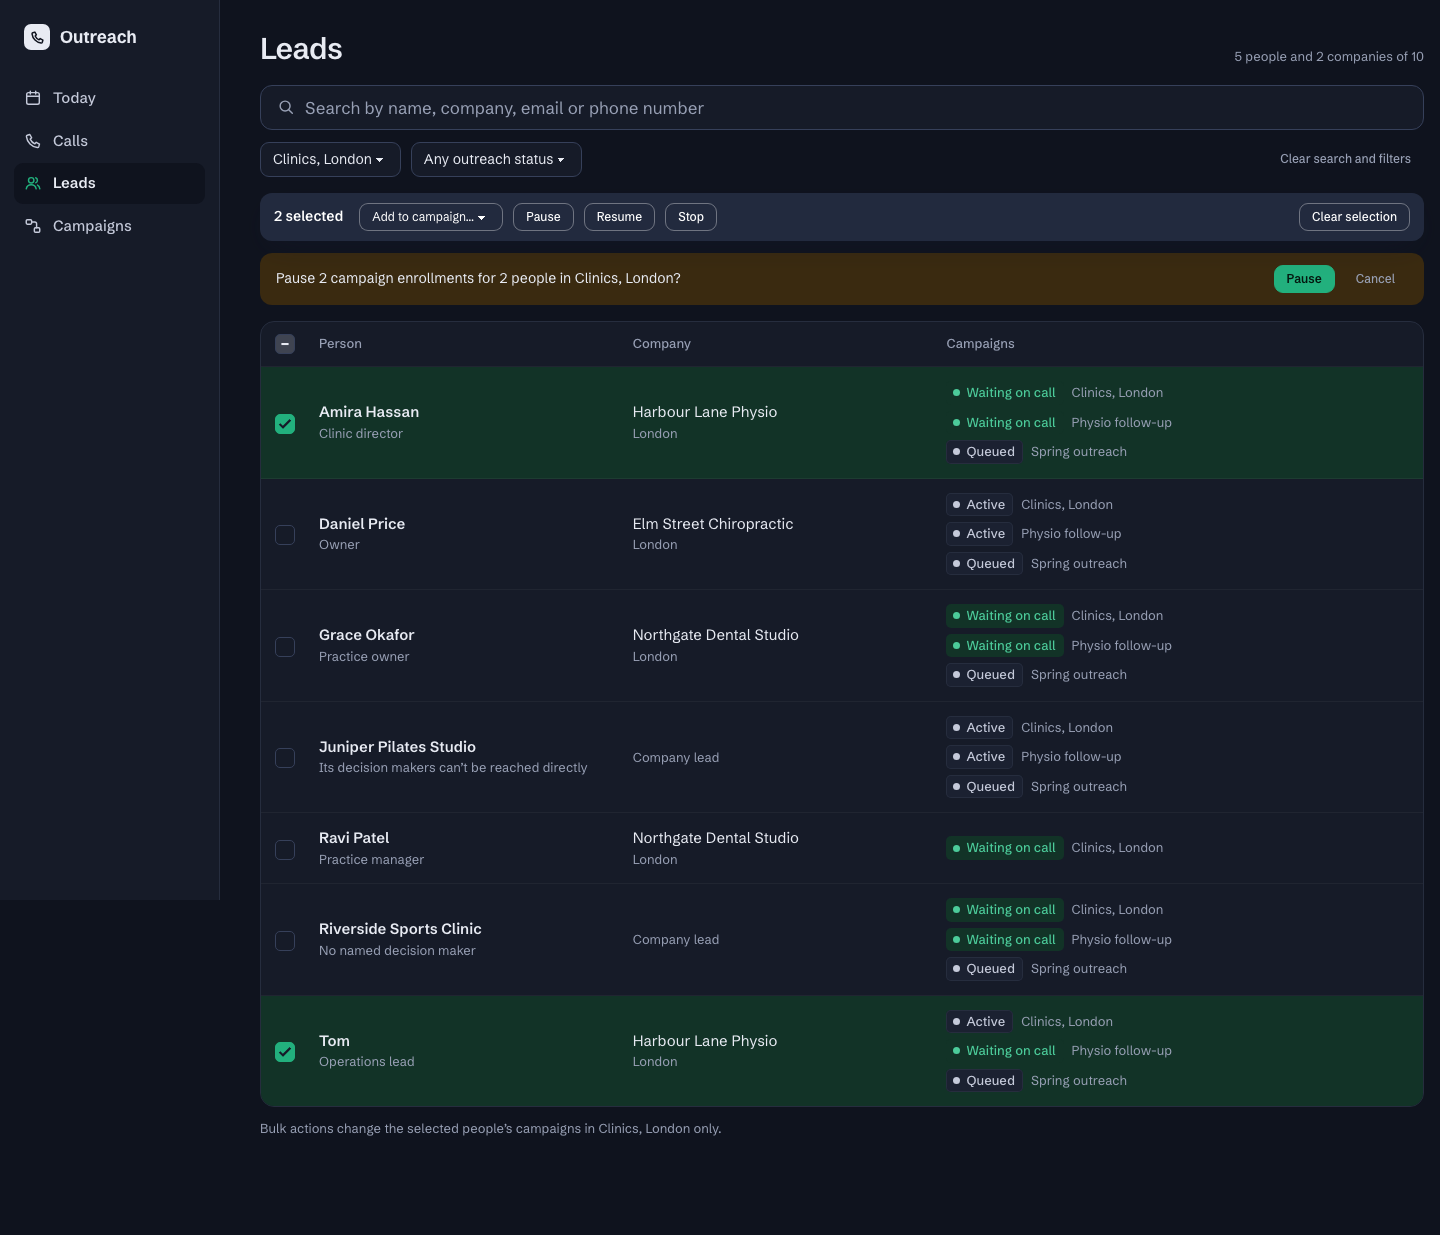 Outreach
Today
Calls
Leads
Campaigns
Leads
5 people and 2 companies of 10
Search by name, company, email or phone number
Clinics, London
Any outreach status
Clear search and filters
2 selected
Add to campaign...
Pause
Resume
Stop
Clear selection
Pause 2 campaign enrollments for 2 people in Clinics, London?
Pause
Cancel
Person
Company
Campaigns
Amira Hassan
Clinic director
Harbour Lane Physio
London
Waiting on call Clinics, London
Waiting on call Physio follow-up
Queued Spring outreach
Daniel Price
Owner
Elm Street Chiropractic
London
Active Clinics, London
Active Physio follow-up
Queued Spring outreach
Grace Okafor
Practice owner
Northgate Dental Studio
London
Waiting on call Clinics, London
Waiting on call Physio follow-up
Queued Spring outreach
Juniper Pilates Studio
Its decision makers can't be reached directly
Company lead
Active Clinics, London
Active Physio follow-up
Queued Spring outreach
Ravi Patel
Practice manager
Northgate Dental Studio
London
Waiting on call Clinics, London
Riverside Sports Clinic
No named decision maker
Company lead
Waiting on call Clinics, London
Waiting on call Physio follow-up
Queued Spring outreach
Tom
Operations lead
Harbour Lane Physio
London
Active Clinics, London
Waiting on call Physio follow-up
Queued Spring outreach
Bulk actions change the selected people's campaigns in Clinics, London only.